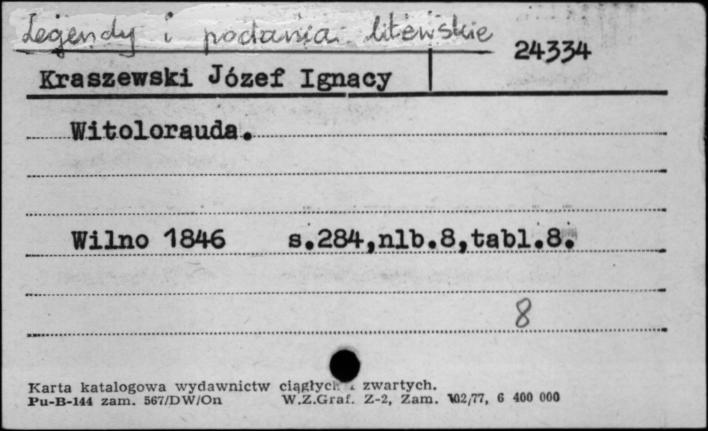 Legendy i podania litewskie
24334
Kraszewski Józef Ignacy
Witolorauda.
Wilno 1846 s.284,nlb.8,tabl.8.
8
Karta katalogowa wydawnictw ciągłych i zwartych.
Pu-B-144 zam. 567/DW/On W.Z.Graf. Z-2, Zam. 102/77, 6 400 000